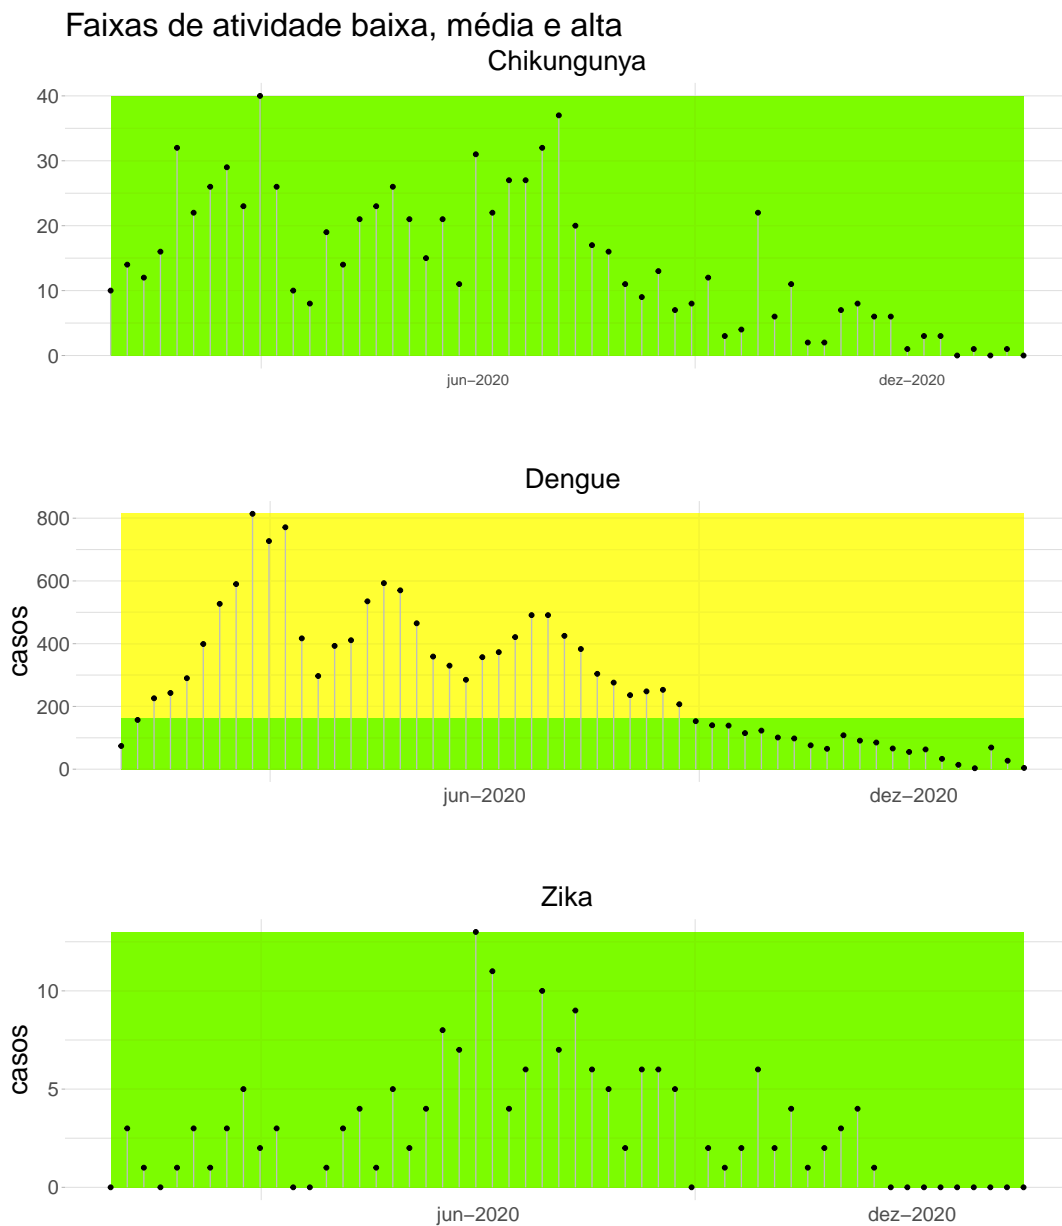 Faixas de atividade baixa, média e alta
Chikungunya
40
30
20
10
0
jun−2020 dez−2020
Dengue
casos
800
600
400
200
0
jun−2020 dez−2020
Zika
casos
10
5
0
jun−2020 dez−2020